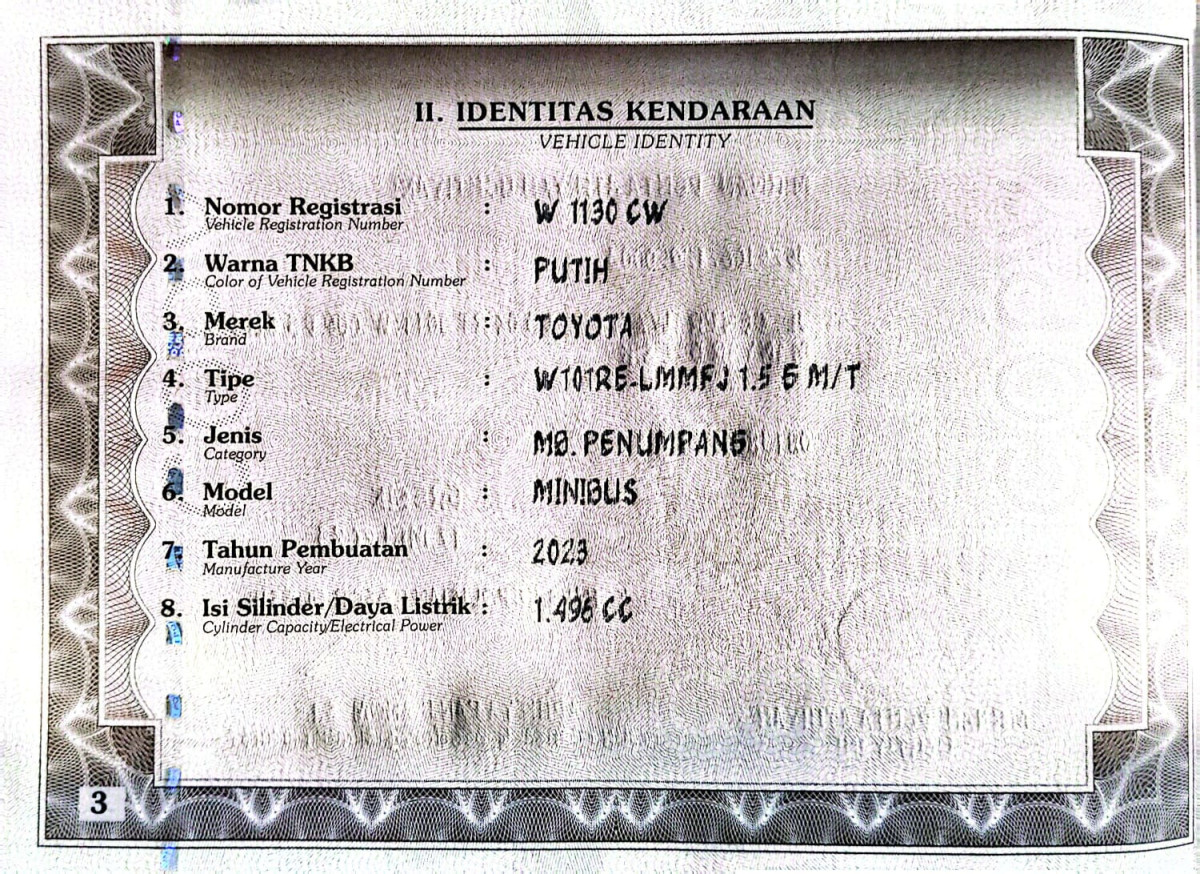 II. IDENTITAS KENDARAAN
VEHICLE IDENTITY
1. Nomor Registrasi : W 1130 CW
Vehicle Registration Number
2. Warna TNKB : PUTIH
Color of Vehicle Registration Number
3. Merek : TOYOTA
Brand
4. Tipe : W101RE-LMMFJ 1.5 G M/T
Type
5. Jenis : MB. PENUMPANG
Category
6. Model : MINIBUS
Model
7. Tahun Pembuatan : 2023
Manufacture Year
8. Isi Silinder/Daya Listrik : 1.496 CC
Cylinder Capacity/Electrical Power
3